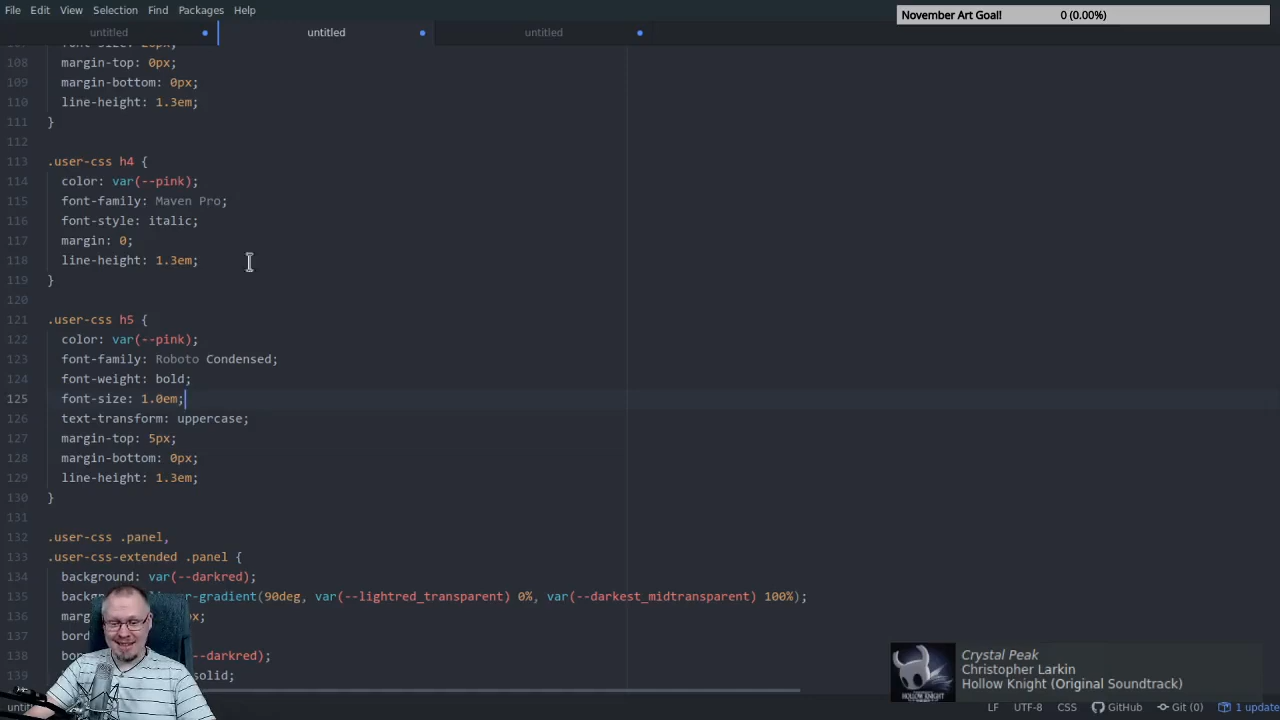 File Edit View Selection Find Packages Help
November Art Goal! 0 (0.00%)
untitled untitled untitled
108 margin-top: 0px;
109 margin-bottom: 0px;
110 line-height: 1.3em;
111 }
112
113 .user-css h4 {
114 color: var(--pink);
115 font-family: Maven Pro;
116 font-style: italic;
117 margin: 0;
118 line-height: 1.3em;
119 }
120
121 .user-css h5 {
122 color: var(--pink);
123 font-family: Roboto Condensed;
124 font-weight: bold;
125 font-size: 1.0em;
126 text-transform: uppercase;
127 margin-top: 5px;
128 margin-bottom: 0px;
129 line-height: 1.3em;
130 }
131
132 .user-css .panel,
133 .user-css-extended .panel {
134 background: var(--darkred);
135 (90deg, var(--lightred_transparent) 0%, var(--darkest_midtransparent) 100%);
136
137
138 --darkred);
139 solid;
Crystal Peak
Christopher Larkin
Hollow Knight (Original Soundtrack)
HOLLOW KNIGHT
LF UTF-8 CSS GitHub Git (0) 1 update